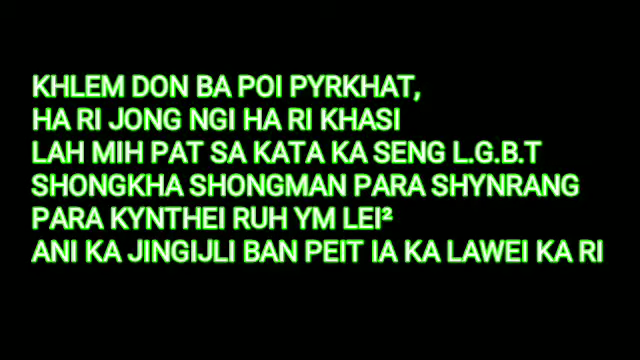 KHLEM DON BA POI PYRKHAT,
HA RI JONG NGI HA RI KHASI
LAH MIH PAT SA KATA KA SENG L.G.B.T
SHONGKHA SHONGMAN PARA SHYNRANG
PARA KYNTHEI RUH YM LEI²
ANI KA JINGIJLI BAN PEIT IA KA LAWEI KA RI